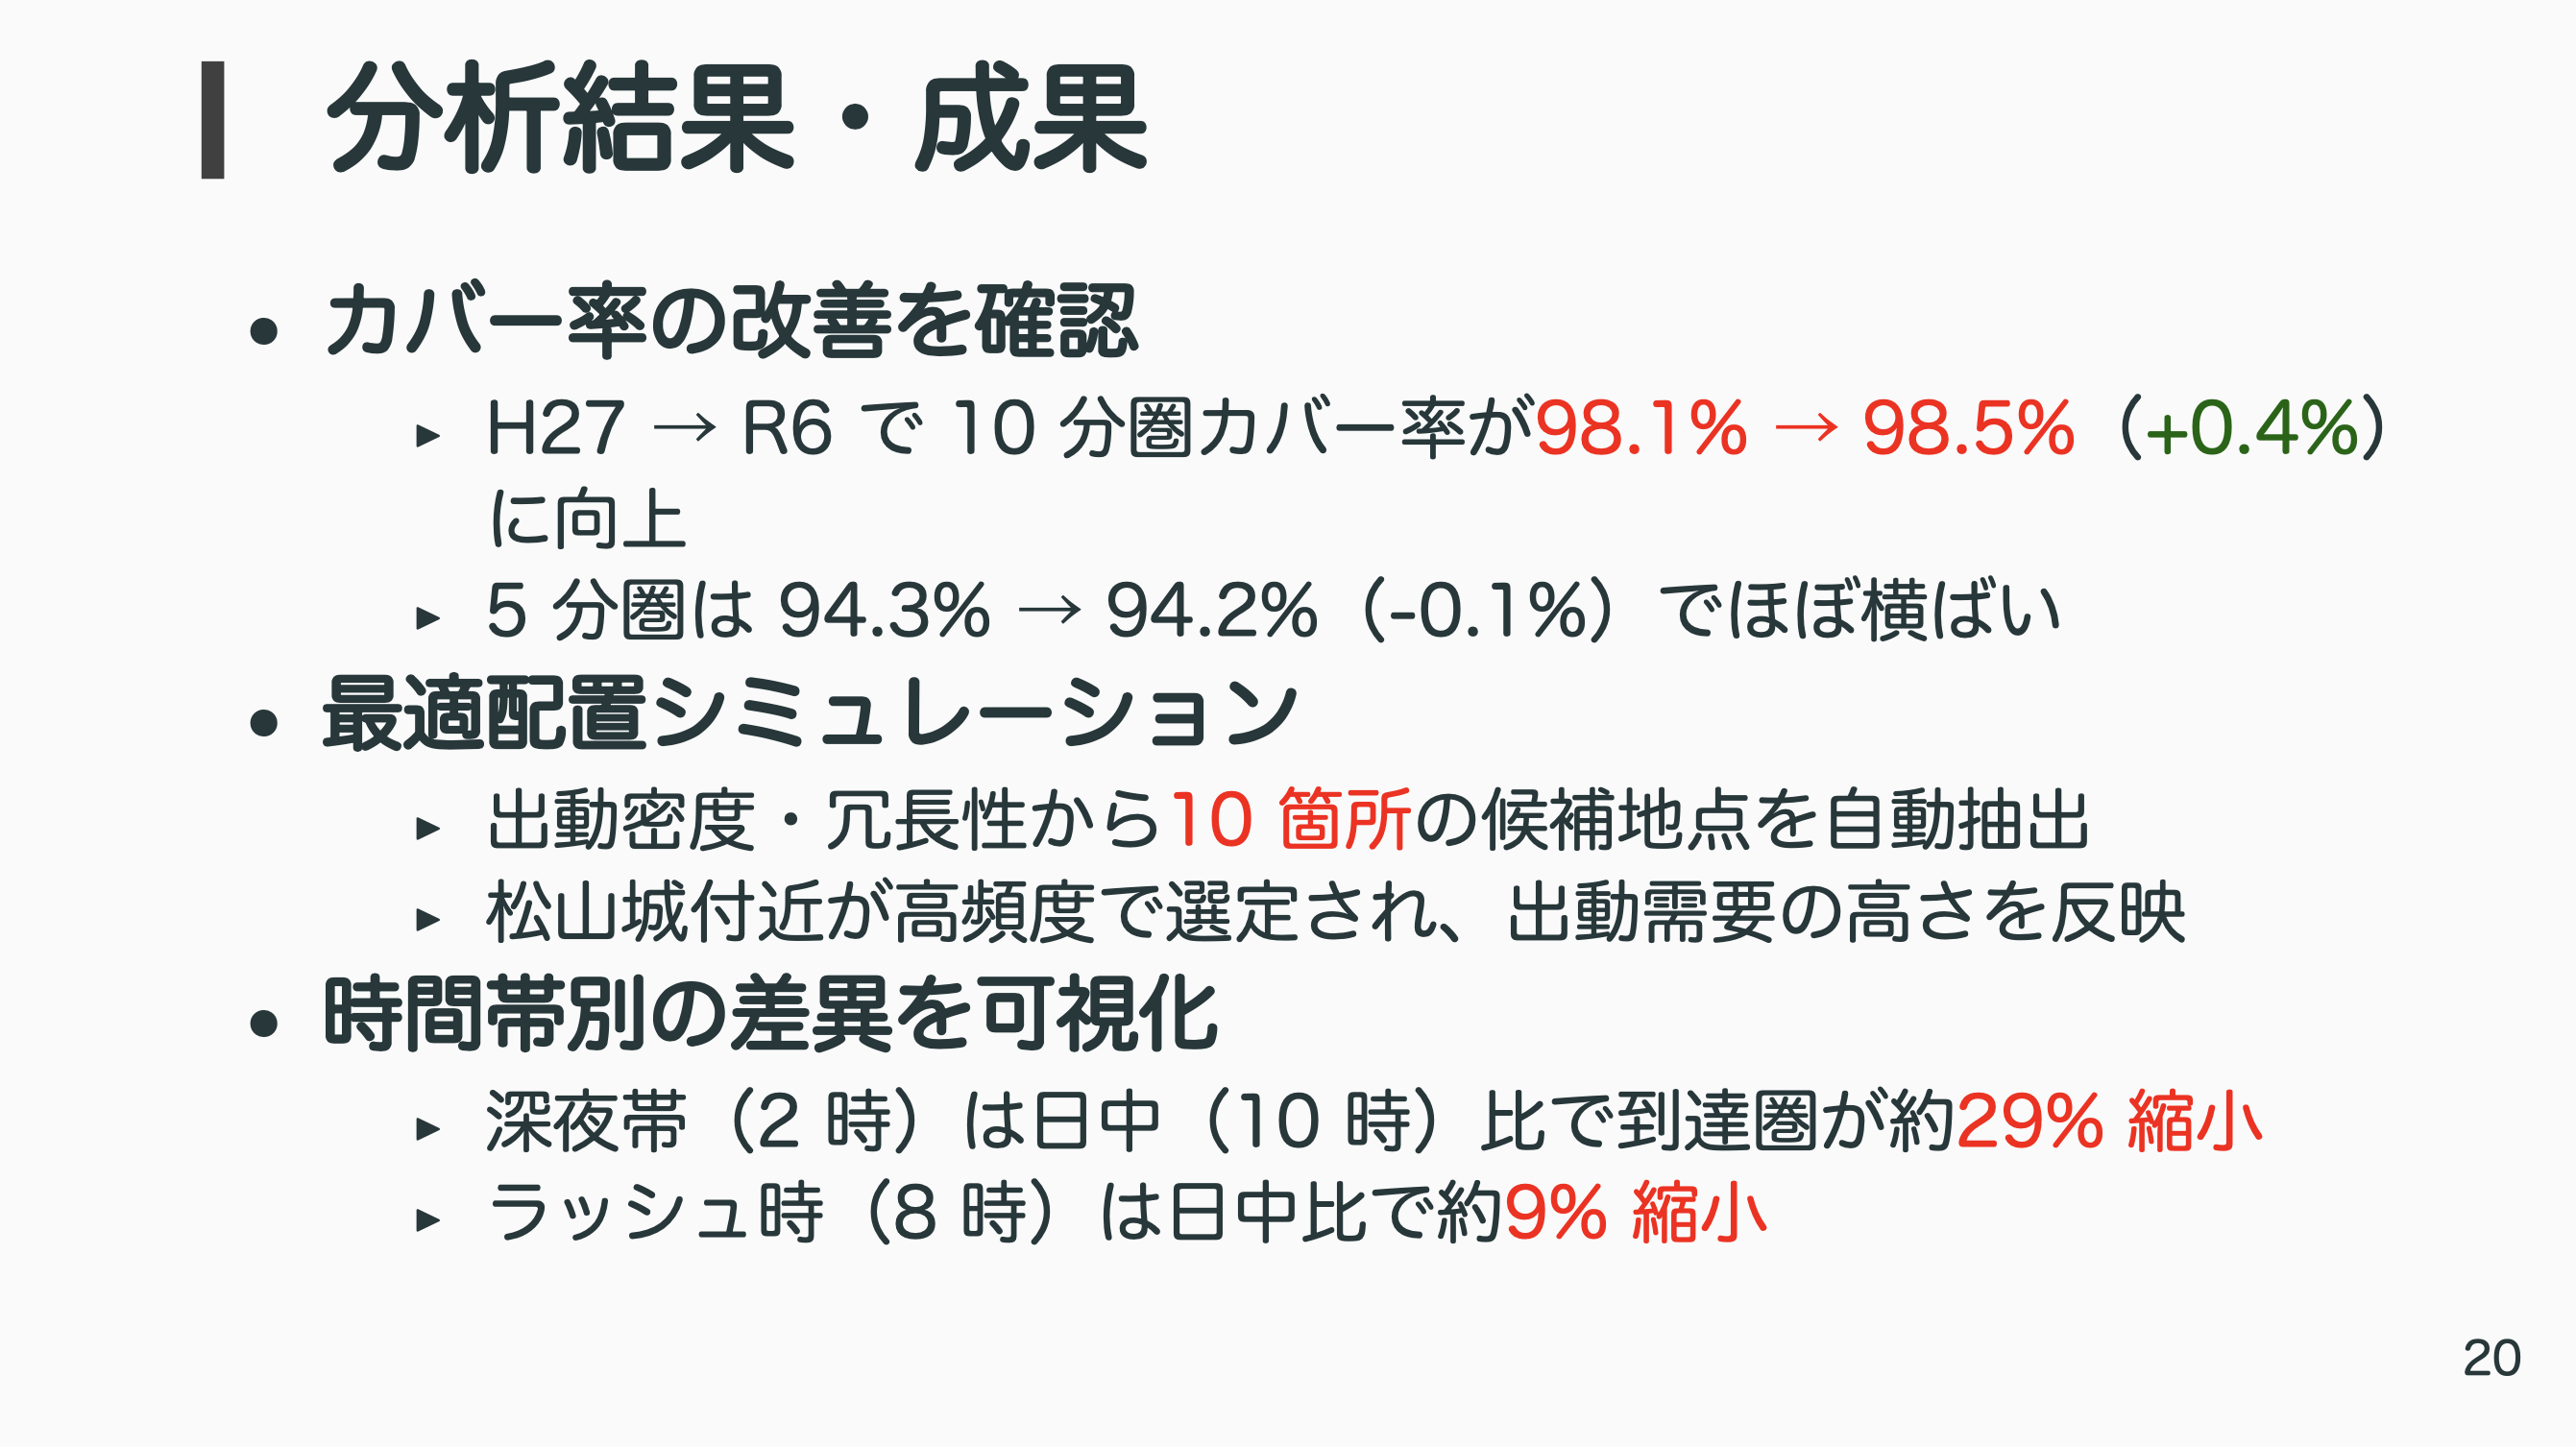 分析結果・成果
• カバー率の改善を確認
▸ H27 → R6 で 10 分圏カバー率が98.1% → 98.5%（+0.4%）
に向上
▸ 5 分圏は 94.3% → 94.2%（-0.1%）でほぼ横ばい
• 最適配置シミュレーション
▸ 出動密度・冗長性から10 箇所の候補地点を自動抽出
▸ 松山城付近が高頻度で選定され、出動需要の高さを反映
• 時間帯別の差異を可視化
▸ 深夜帯（2 時）は日中（10 時）比で到達圏が約29% 縮小
▸ ラッシュ時（8 時）は日中比で約9% 縮小
20